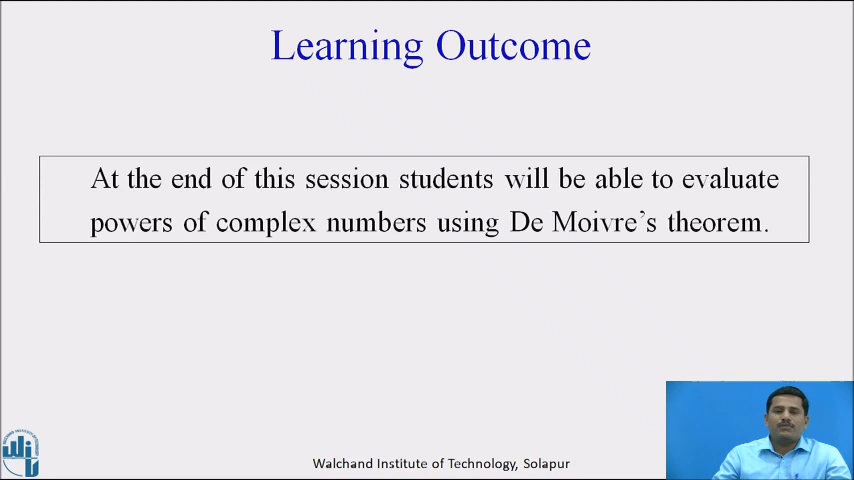 Learning Outcome
At the end of this session students will be able to evaluate
powers of complex numbers using De Moivre's theorem.
Walchand Institute of Technology, Solapur